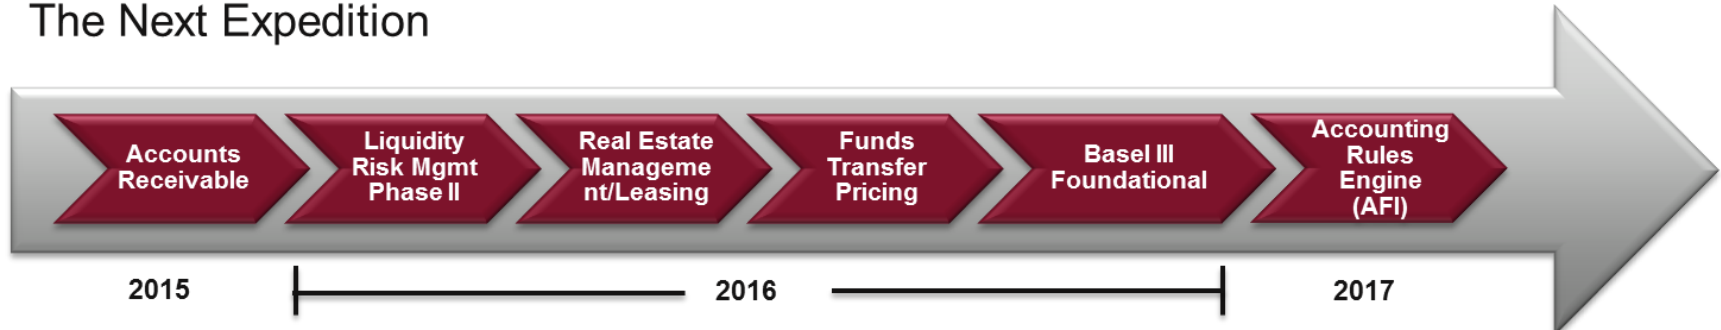 The Next Expedition
Accounts
Receivable
Liquidity
Risk Mgmt
Phase II
Real Estate
Manageme
nt/Leasing
Funds
Transfer
Pricing
Basel III
Foundational
Accounting
Rules
Engine
(AFI)
2015
2016
2017